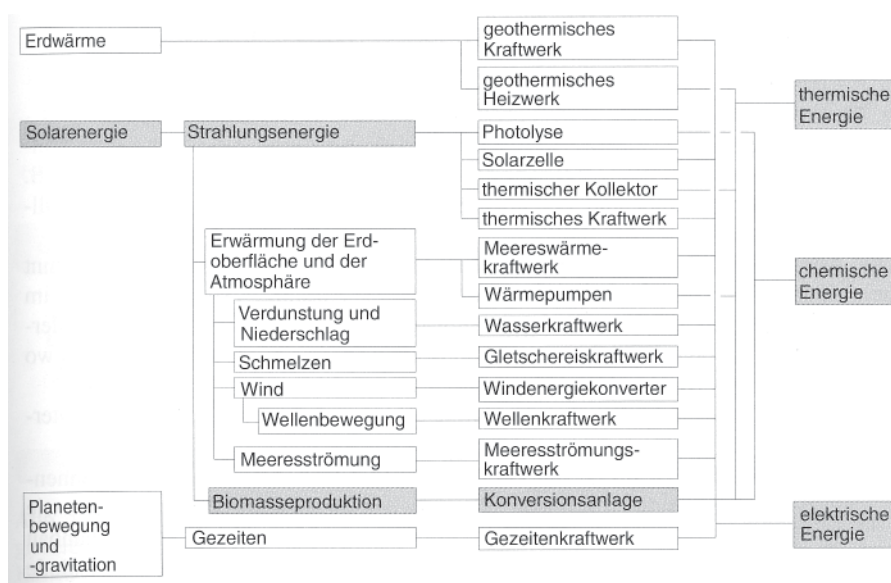 Erdwärme
geothermisches
Kraftwerk
geothermisches
Heizwerk
thermische
Energie
Solarenergie
Strahlungsenergie
Photolyse
Solarzelle
thermischer Kollektor
thermisches Kraftwerk
Erwärmung der Erd-
oberfläche und der
Atmosphäre
Meereswärme-
kraftwerk
Wärmepumpen
chemische
Energie
Verdunstung und
Niederschlag
Wasserkraftwerk
Schmelzen
Gletschereiskraftwerk
Wind
Windenergiekonverter
Wellenbewegung
Wellenkraftwerk
Meeresströmung
Meeresströmungs-
kraftwerk
Biomasseproduktion
Konversionsanlage
Planeten-
bewegung
und
-gravitation
Gezeiten
Gezeitenkraftwerk
elektrische
Energie